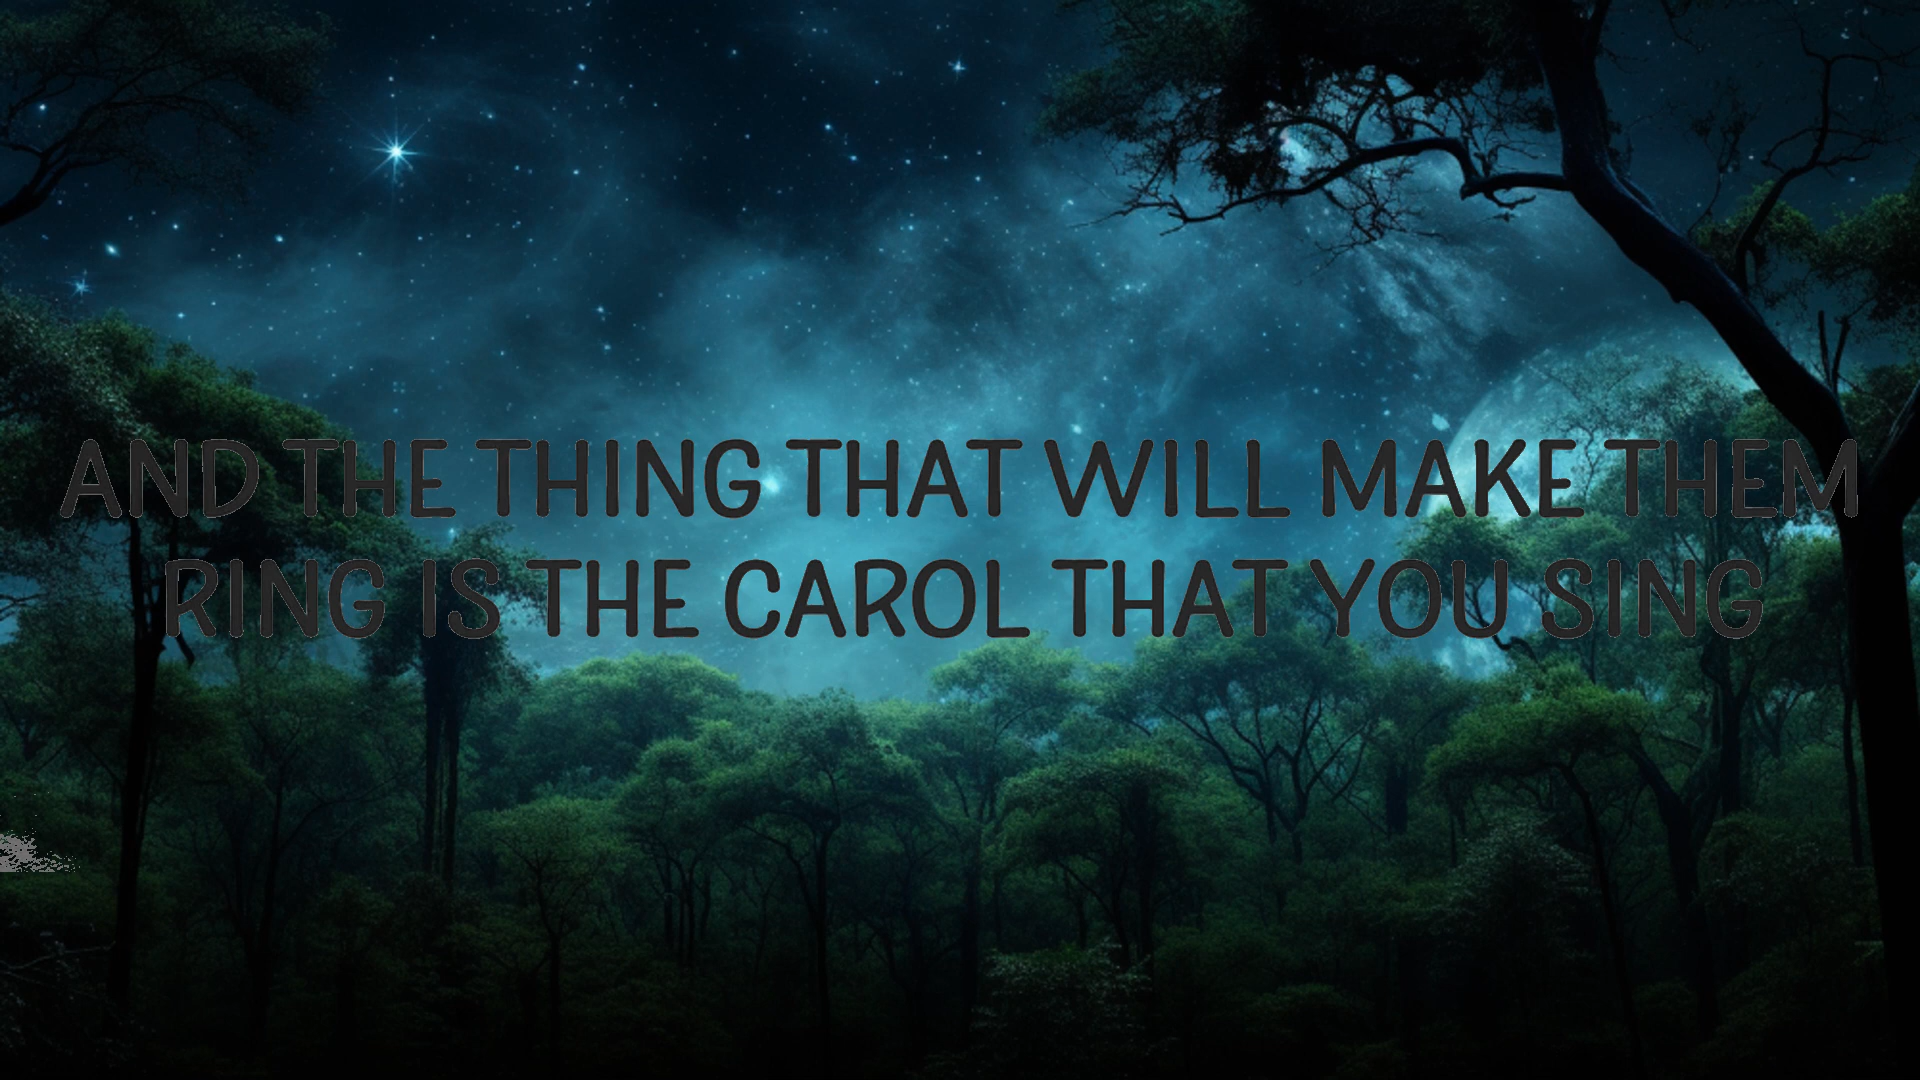 AND THE THING THAT WILL MAKE THEM
RING IS THE CAROL THAT YOU SING